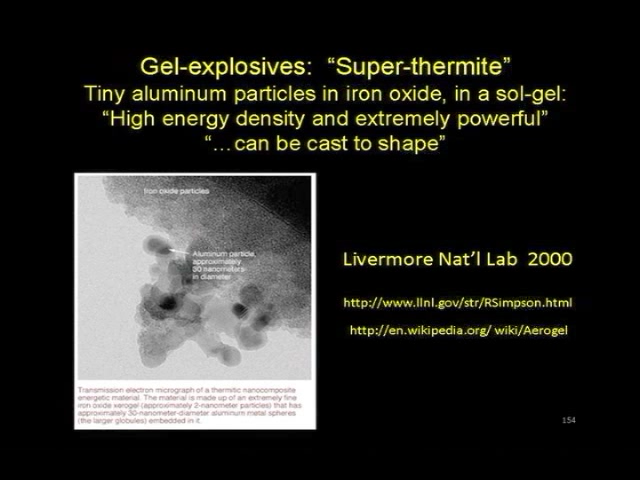 Gel-explosives: “Super-thermite”
Tiny aluminum particles in iron oxide, in a sol-gel:
“High energy density and extremely powerful”
“…can be cast to shape”
Iron oxide particles
Aluminum particle,
approximately
30 nanometers
in diameter
Livermore Nat’l Lab 2000
http://www.llnl.gov/str/RSimpson.html
http://en.wikipedia.org/ wiki/Aerogel
Transmission electron micrograph of a thermitic nanocomposite
energetic material. The material is made up of an extremely fine
iron oxide xerogel (approximately 2-nanometer particles) that has
approximately 30-nanometer-diameter aluminum metal spheres
(the larger globules) embedded in it.
154